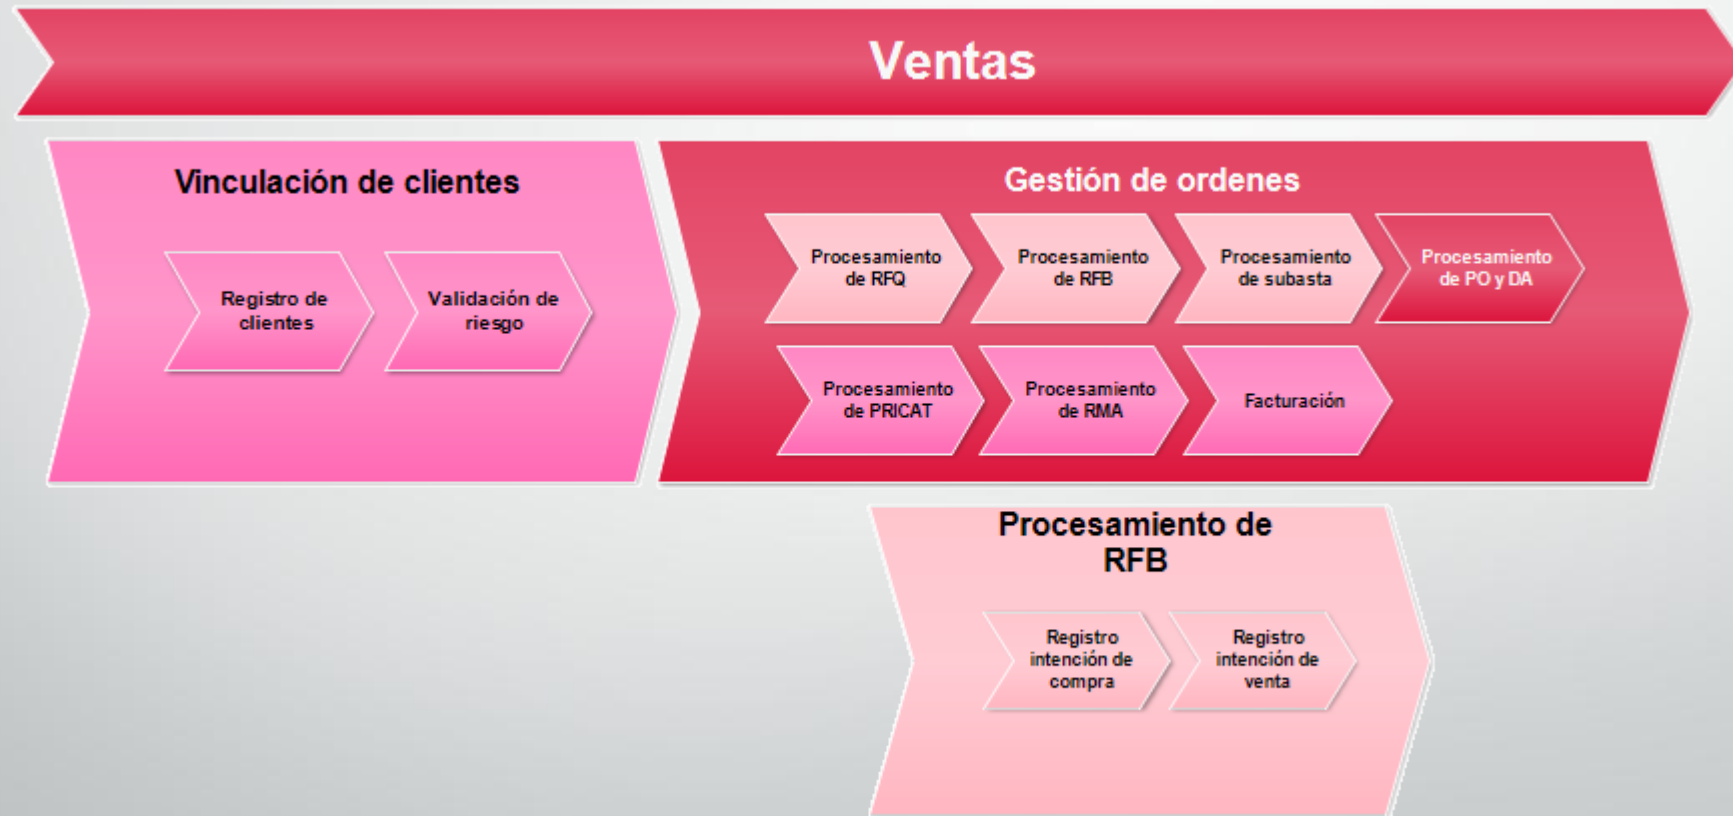 Ventas
Vinculación de clientes
Registro de
clientes
Validación de
riesgo
Gestión de ordenes
Procesamiento
de RFQ
Procesamiento
de RFB
Procesamiento
de subasta
Procesamiento
de PO y DA
Procesamiento
de PRICAT
Procesamiento
de RMA
Facturación
Procesamiento de
RFB
Registro
intención de
compra
Registro
intención de
venta